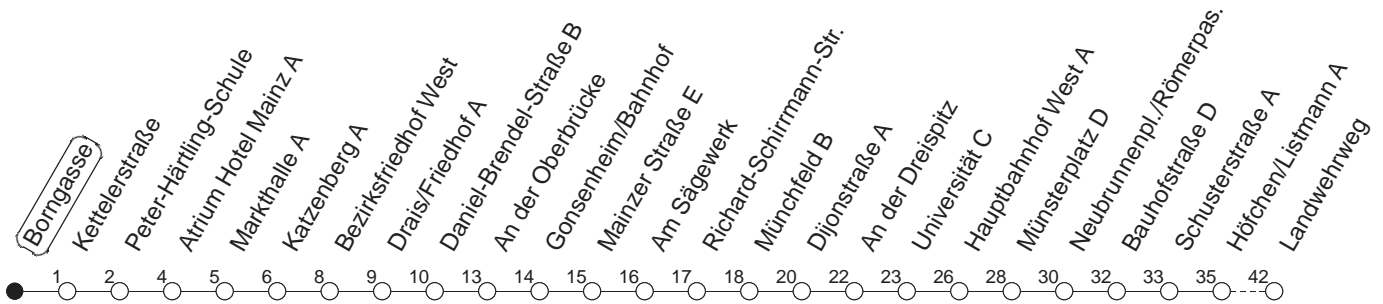 Borngasse
Kettelerstraße
Peter-Härtling-Schule
Atrium Hotel Mainz A
Markthalle A
Katzenberg A
Bezirksfriedhof West
Drais/Friedhof A
Daniel-Brendel-Straße B
An der Oberbrücke
Gonsenheim/Bahnhof
Mainzer Straße E
Am Sägewerk
Richard-Schirrmann-Str.
Münchfeld B
Dijonstraße A
An der Dreispitz
Universität C
Hauptbahnhof West A
Münsterplatz D
Neubrunnenpl./Römerpas.
Bauhofstraße D
Schusterstraße A
Höfchen/Listmann A
Landwehrweg
1 2 4 5 6 8 9 10 13 14 15 16 17 18 20 22 23 26 28 30 32 33 35 42